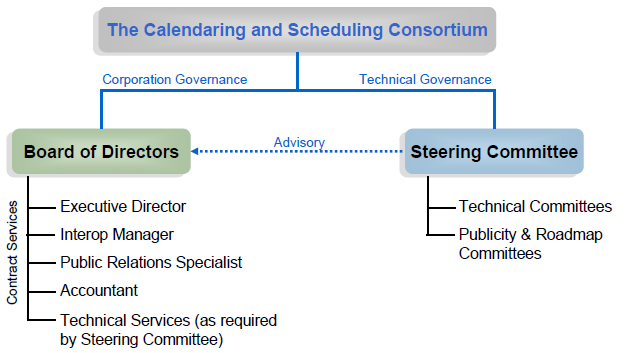 The Calendaring and Scheduling Consortium
Corporation Governance
Technical Governance
Board of Directors
Advisory
Steering Committee
Contract Services
Executive Director
Interop Manager
Public Relations Specialist
Accountant
Technical Services (as required
by Steering Committee)
Technical Committees
Publicity & Roadmap
Committees